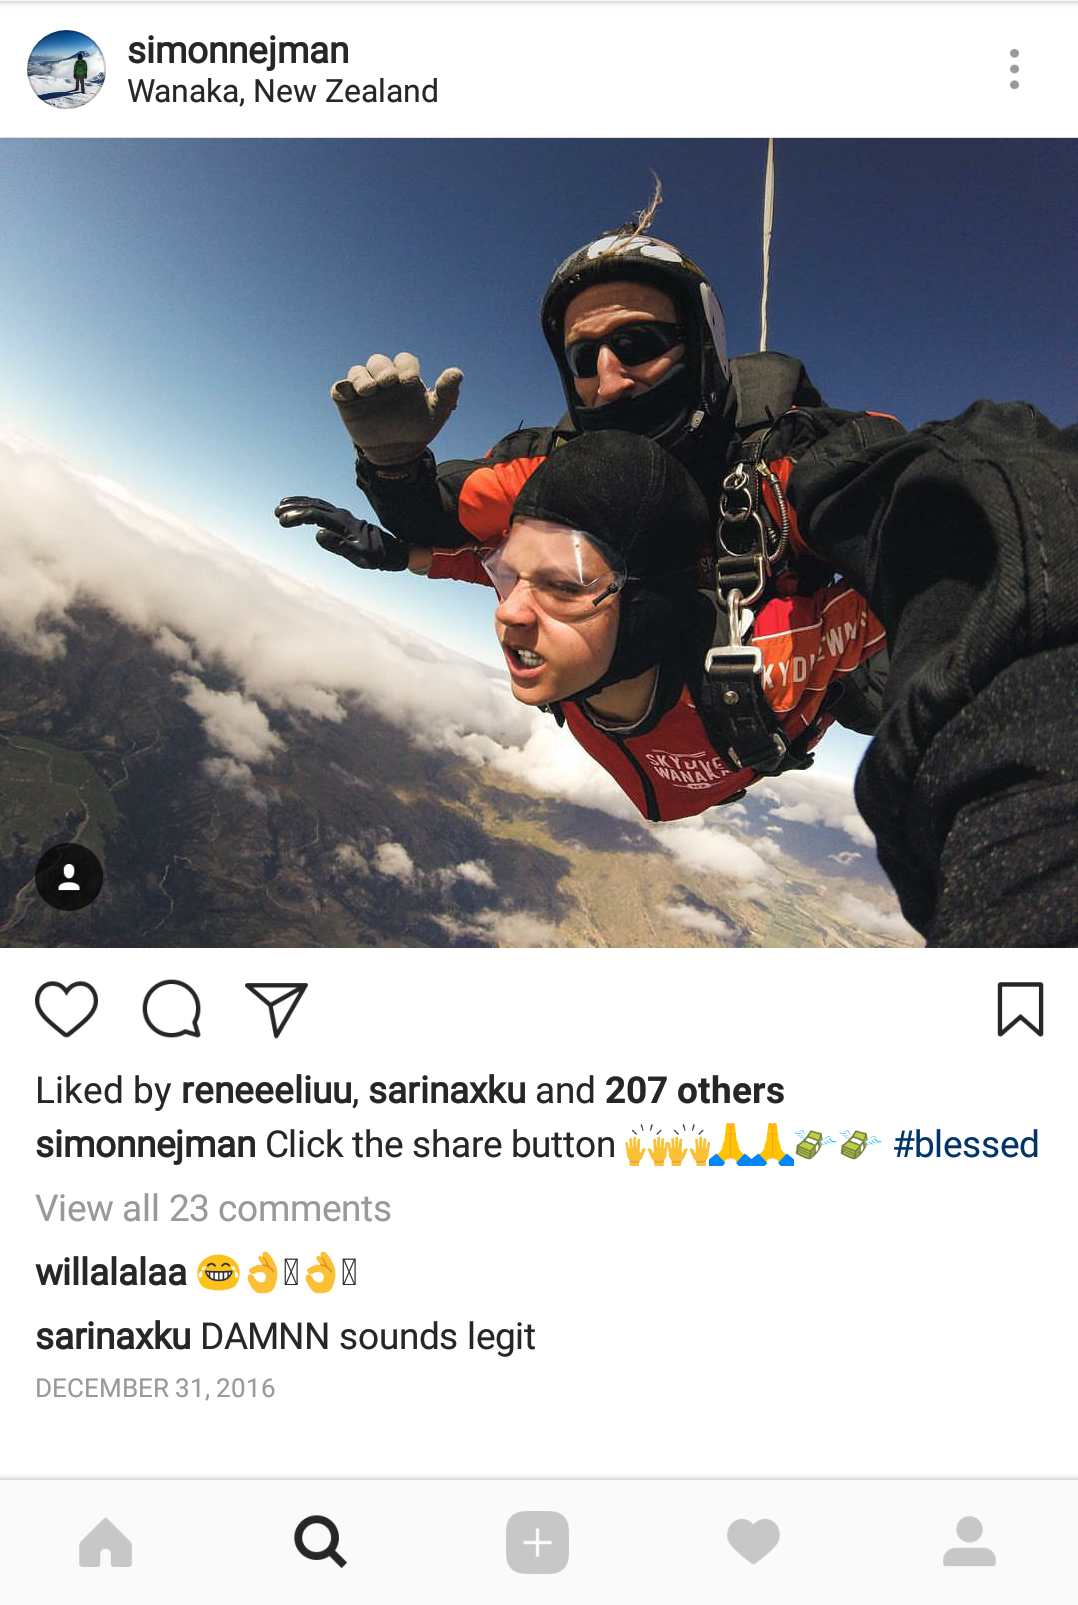 simonnejman
Wanaka, New Zealand
SKYDIVE
WANAKA
Liked by reneeeliuu, sarinaxku and 207 others
simonnejman Click the share button 🙌🙌🙏🙏💸💸 #blessed
View all 23 comments
willalalaa 😂👌👌
sarinaxku DAMNN sounds legit
DECEMBER 31, 2016